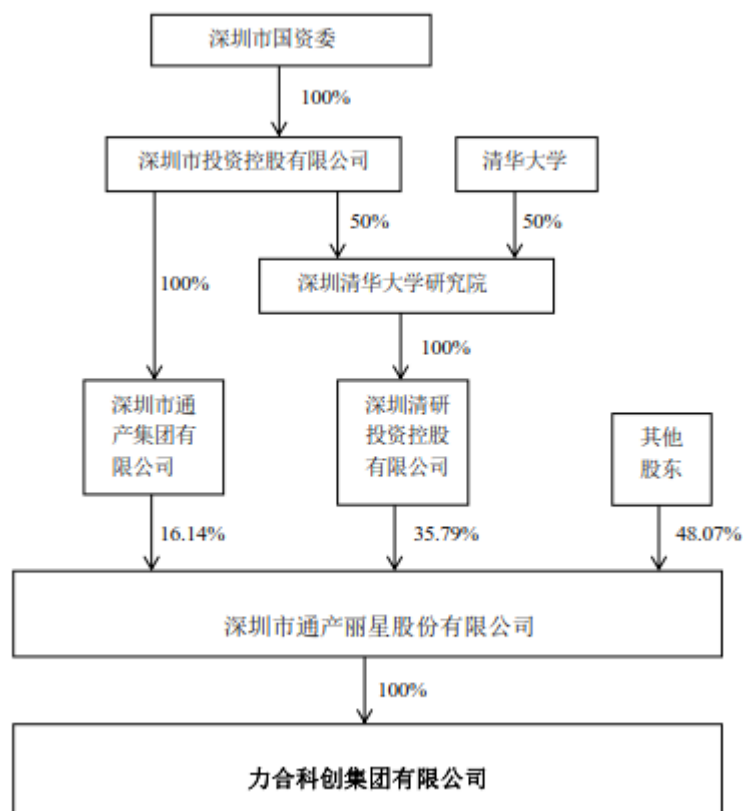 深圳市国资委
100%
深圳市投资控股有限公司
清华大学
50%
50%
100%
深圳清华大学研究院
100%
深圳市通
产集团有
限公司
深圳清研
投资控股
有限公司
其他
股东
16.14%
35.79%
48.07%
深圳市通产丽星股份有限公司
100%
力合科创集团有限公司